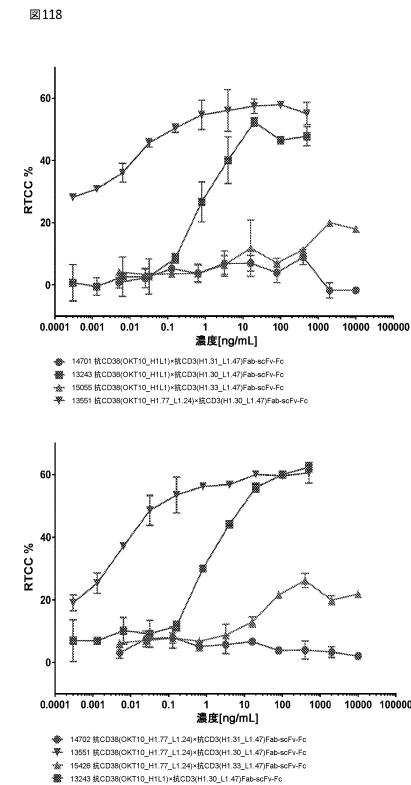 図118
60
40
20
0
RTCC %
0.0001 0.001 0.01 0.1 1 10 100 1000 10000 100000
濃度[ng/mL]
14701 抗CD38(OKT10_H1L1)×抗CD3(H1.31_L1.47)Fab-scFv-Fc
13243 抗CD38(OKT10_H1L1)×抗CD3(H1.30_L1.47)Fab-scFv-Fc
15055 抗CD38(OKT10_H1L1)×抗CD3(H1.33_L1.47)Fab-scFv-Fc
13551 抗CD38(OKT10_H1.77_L1.24)×抗CD3(H1.30_L1.47)Fab-scFv-Fc
60
40
20
0
RTCC %
0.0001 0.001 0.01 0.1 1 10 100 1000 10000 100000
濃度[ng/mL]
14702 抗CD38(OKT10_H1.77_L1.24)×抗CD3(H1.31_L1.47)Fab-scFv-Fc
13551 抗CD38(OKT10_H1.77_L1.24)×抗CD3(H1.30_L1.47)Fab-scFv-Fc
15426 抗CD38(OKT10_H1.77_L1.24)×抗CD3(H1.33_L1.47)Fab-scFv-Fc
13243 抗CD38(OKT10_H1L1)×抗CD3(H1.30_L1.47)Fab-scFv-Fc